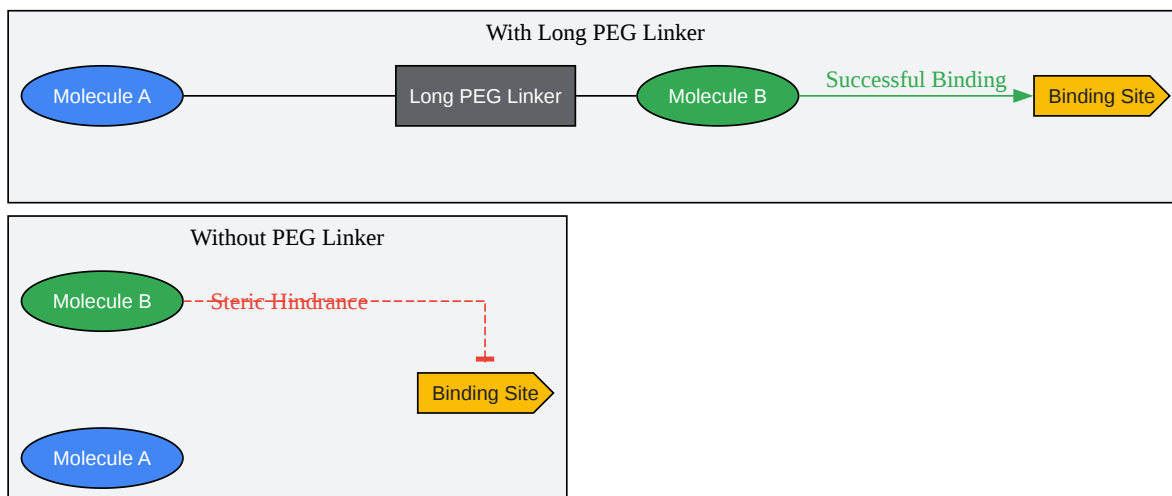 With Long PEG Linker
Molecule A
Long PEG Linker
Molecule B
Successful Binding
Binding Site
Without PEG Linker
Molecule B
Steric Hindrance
Binding Site
Molecule A